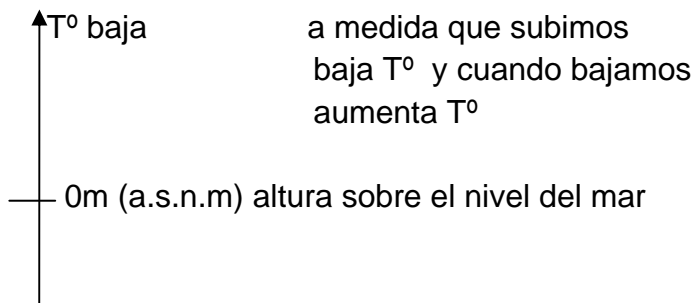 Tº baja a medida que subimos
baja Tº y cuando bajamos
aumenta Tº
0m (a.s.n.m) altura sobre el nivel del mar